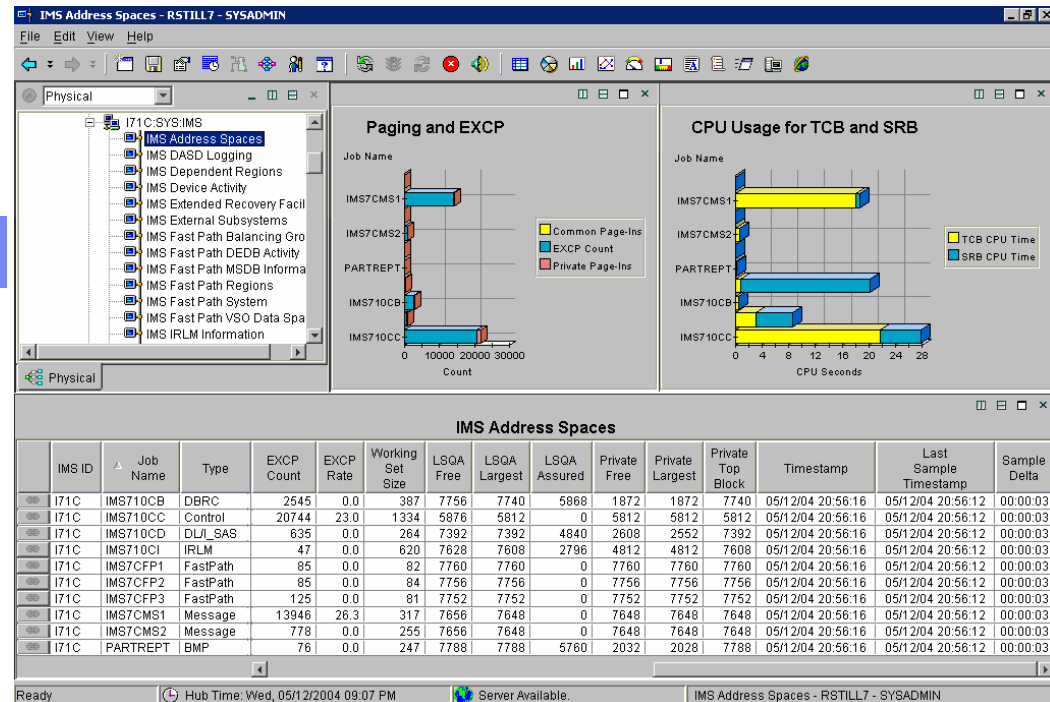 IMS Address Spaces - RSTILL7 - SYSADMIN
File Edit View Help
Physical
I71C:SYS:IMS
IMS Address Spaces
IMS DASD Logging
IMS Dependent Regions
IMS Device Activity
IMS Extended Recovery Facil
IMS External Subsystems
IMS Fast Path Balancing Gro
IMS Fast Path DEDB Activity
IMS Fast Path MSDB Informa
IMS Fast Path Regions
IMS Fast Path System
IMS Fast Path VSO Data Spa
IMS IRLM Information
Physical
Paging and EXCP
Job Name
IMS7CMS1
IMS7CMS2
PARTREPT
IMS710CB
IMS710CC
0 10000 20000 30000
Count
Common Page-Ins
EXCP Count
Private Page-Ins
CPU Usage for TCB and SRB
Job Name
IMS7CMS1
IMS7CMS2
PARTREPT
IMS710CB
IMS710CC
0 4 8 12 16 20 24 28
CPU Seconds
TCB CPU Time
SRB CPU Time
IMS Address Spaces
IMS ID Job Name Type EXCP Count EXCP Rate Working Set Size LSQA Free LSQA Largest LSQA Assured Private Free Private Largest Private Top Block Timestamp Last Sample Timestamp Sample Delta
I71C IMS710CB DBRC 2545 0.0 387 7756 7740 5868 1872 1872 7740 05/12/04 20:56:16 05/12/04 20:56:12 00:00:03
I71C IMS710CC Control 20744 23.0 1334 5876 5812 0 5812 5812 5812 05/12/04 20:56:16 05/12/04 20:56:12 00:00:03
I71C IMS710CD DL/I_SAS 635 0.0 264 7392 7392 4840 2608 2552 7392 05/12/04 20:56:16 05/12/04 20:56:12 00:00:03
I71C IMS710CI IRLM 47 0.0 620 7628 7608 2796 4812 4812 7608 05/12/04 20:56:16 05/12/04 20:56:12 00:00:03
I71C IMS7CFP1 FastPath 85 0.0 82 7760 7760 0 7760 7760 7760 05/12/04 20:56:16 05/12/04 20:56:12 00:00:03
I71C IMS7CFP2 FastPath 85 0.0 84 7756 7756 0 7756 7756 7756 05/12/04 20:56:16 05/12/04 20:56:12 00:00:03
I71C IMS7CFP3 FastPath 125 0.0 81 7752 7752 0 7752 7752 7752 05/12/04 20:56:16 05/12/04 20:56:12 00:00:03
I71C IMS7CMS1 Message 13946 26.3 317 7656 7648 0 7648 7648 7648 05/12/04 20:56:16 05/12/04 20:56:12 00:00:03
I71C IMS7CMS2 Message 778 0.0 255 7656 7648 0 7648 7648 7648 05/12/04 20:56:16 05/12/04 20:56:12 00:00:03
I71C PARTREPT BMP 76 0.0 247 7788 7788 5760 2032 2028 7788 05/12/04 20:56:16 05/12/04 20:56:12 00:00:03
Ready Hub Time: Wed, 05/12/2004 09:07 PM Server Available. IMS Address Spaces - RSTILL7 - SYSADMIN